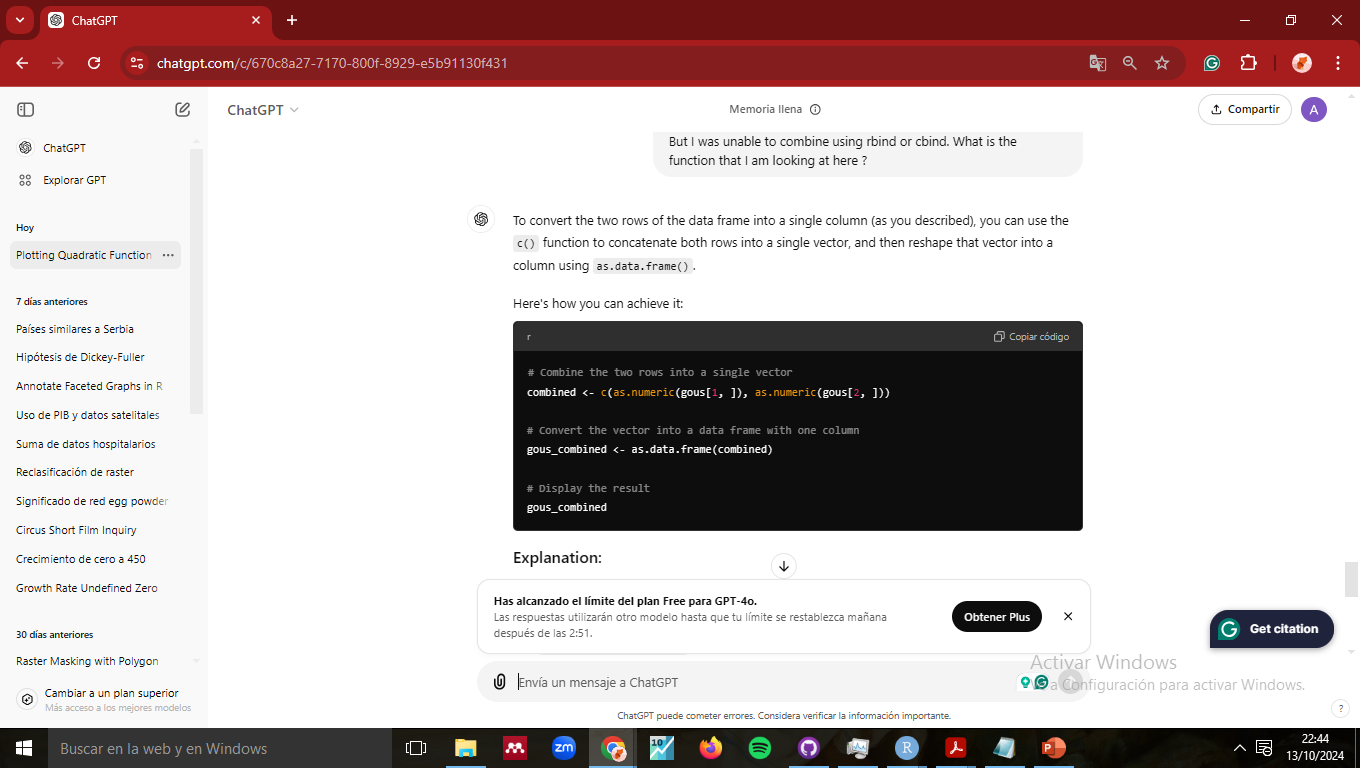 ChatGPT
chatgpt.com/c/670c8a27-7170-800f-8929-e5b91130f431
ChatGPT
Explorar GPT
Hoy
Plotting Quadratic Function
7 días anteriores
Países similares a Serbia
Hipótesis de Dickey-Fuller
Annotate Faceted Graphs in R
Uso de PIB y datos satelitales
Suma de datos hospitalarios
Reclasificación de raster
Significado de red egg powder
Circus Short Film Inquiry
Crecimiento de cero a 450
Growth Rate Undefined Zero
30 días anteriores
Raster Masking with Polygon
Cambiar a un plan superior
Más acceso a los mejores modelos
ChatGPT
Memoria llena
Compartir
A
But I was unable to combine using rbind or cbind. What is the
function that I am looking at here ?
To convert the two rows of the data frame into a single column (as you described), you can use the
c() function to concatenate both rows into a single vector, and then reshape that vector into a
column using as.data.frame().
Here's how you can achieve it:
r
Copiar código
# Combine the two rows into a single vector
combined <- c(as.numeric(gous[1, ]), as.numeric(gous[2, ]))
# Convert the vector into a data frame with one column
gous_combined <- as.data.frame(combined)
# Display the result
gous_combined
Explanation:
Has alcanzado el límite del plan Free para GPT-4o.
Las respuestas utilizarán otro modelo hasta que tu límite se restablezca mañana
después de las 2:51.
Obtener Plus
Get citation
Envía un mensaje a ChatGPT
Activar Windows
Ve a Configuración para activar Windows.
ChatGPT puede cometer errores. Considera verificar la información importante.
?
Buscar en la web y en Windows
zm
10
R
22:44
13/10/2024